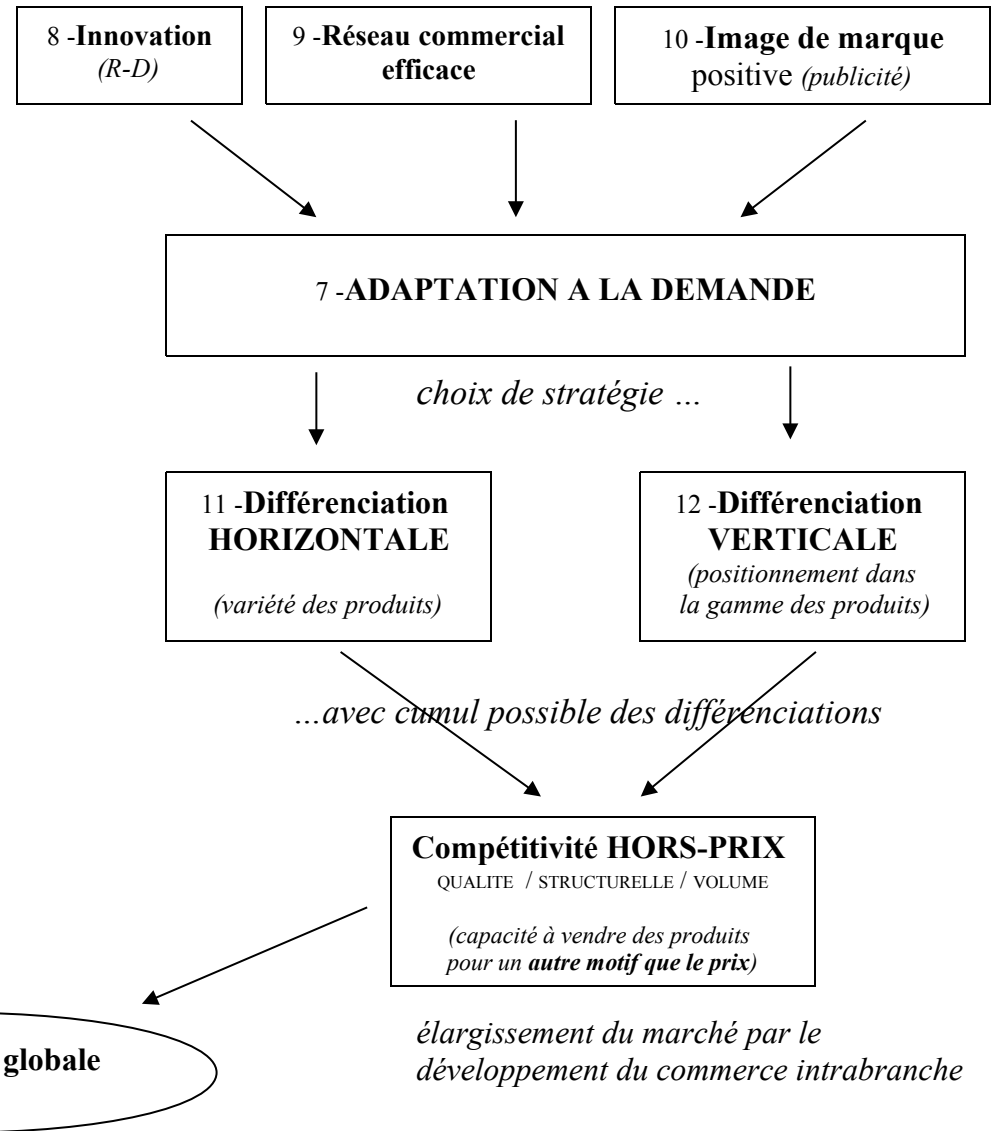 8 -Innovation
(R-D)
9 -Réseau commercial
efficace
10 -Image de marque
positive (publicité)
7 -ADAPTATION A LA DEMANDE
choix de stratégie ...
11 -Différenciation
HORIZONTALE
(variété des produits)
12 -Différenciation
VERTICALE
(positionnement dans
la gamme des produits)
...avec cumul possible des différenciations
Compétitivité HORS-PRIX
QUALITE / STRUCTURELLE / VOLUME
(capacité à vendre des produits
pour un autre motif que le prix)
globale
élargissement du marché par le
développement du commerce intrabranche